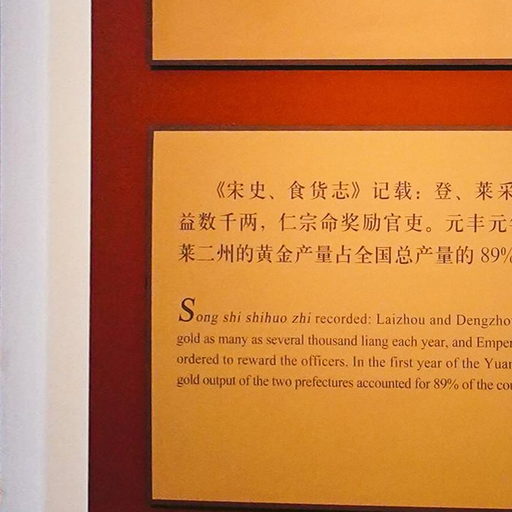 《宋史、食货志》记载：登、莱采
益数千两，仁宗命奖励官吏。元丰元
莱二州的黄金产量占全国总产量的 89%
Song shi shihuo zhi recorded: Laizhou and Dengzho
gold as many as several thousand liang each year, and Emper
ordered to reward the officers. In the first year of the Yuan
gold output of the two prefectures accounted for 89% of the cou